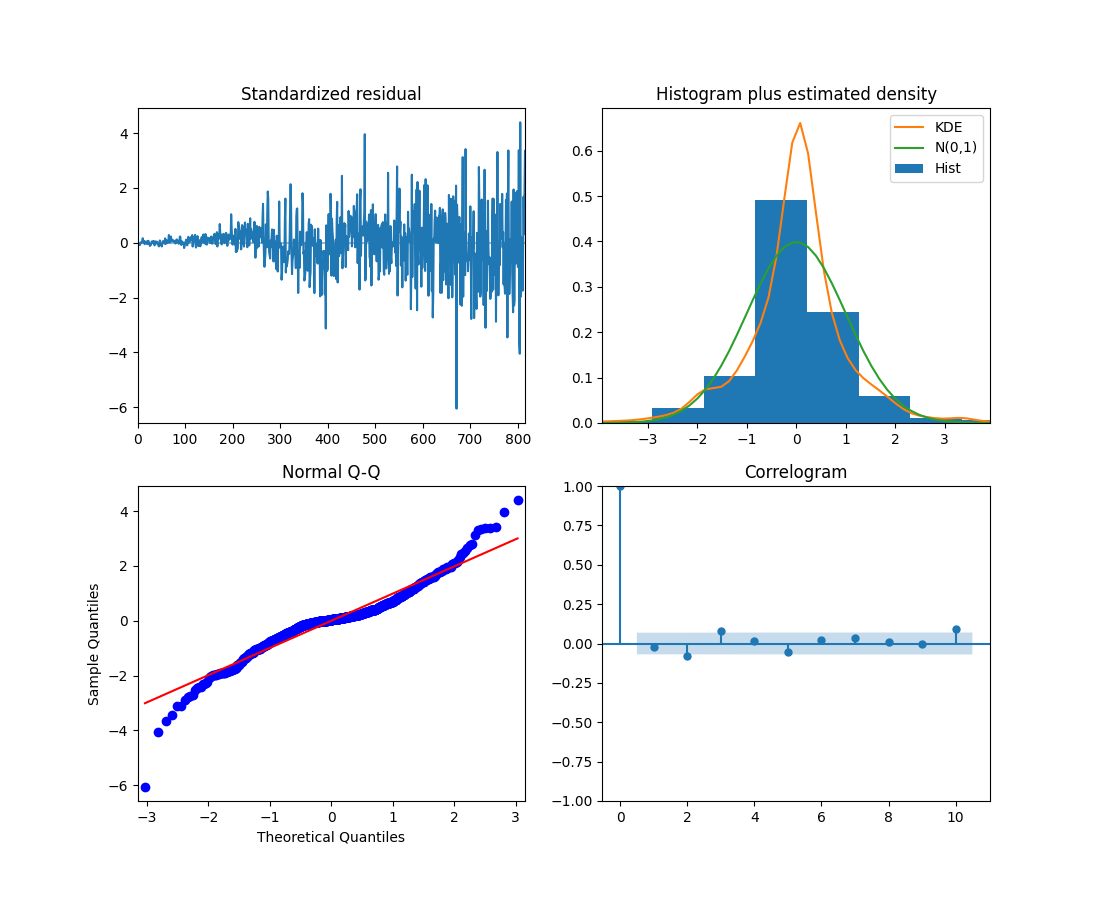 Standardized residual
4
2
0
−2
−4
−6
0 100 200 300 400 500 600 700 800
Histogram plus estimated density
KDE
N(0,1)
Hist
0.6
0.5
0.4
0.3
0.2
0.1
0.0
−3 −2 −1 0 1 2 3
Normal Q-Q
Sample Quantiles
4
2
0
−2
−4
−6
−3 −2 −1 0 1 2 3
Theoretical Quantiles
Correlogram
1.00
0.75
0.50
0.25
0.00
−0.25
−0.50
−0.75
−1.00
0 2 4 6 8 10